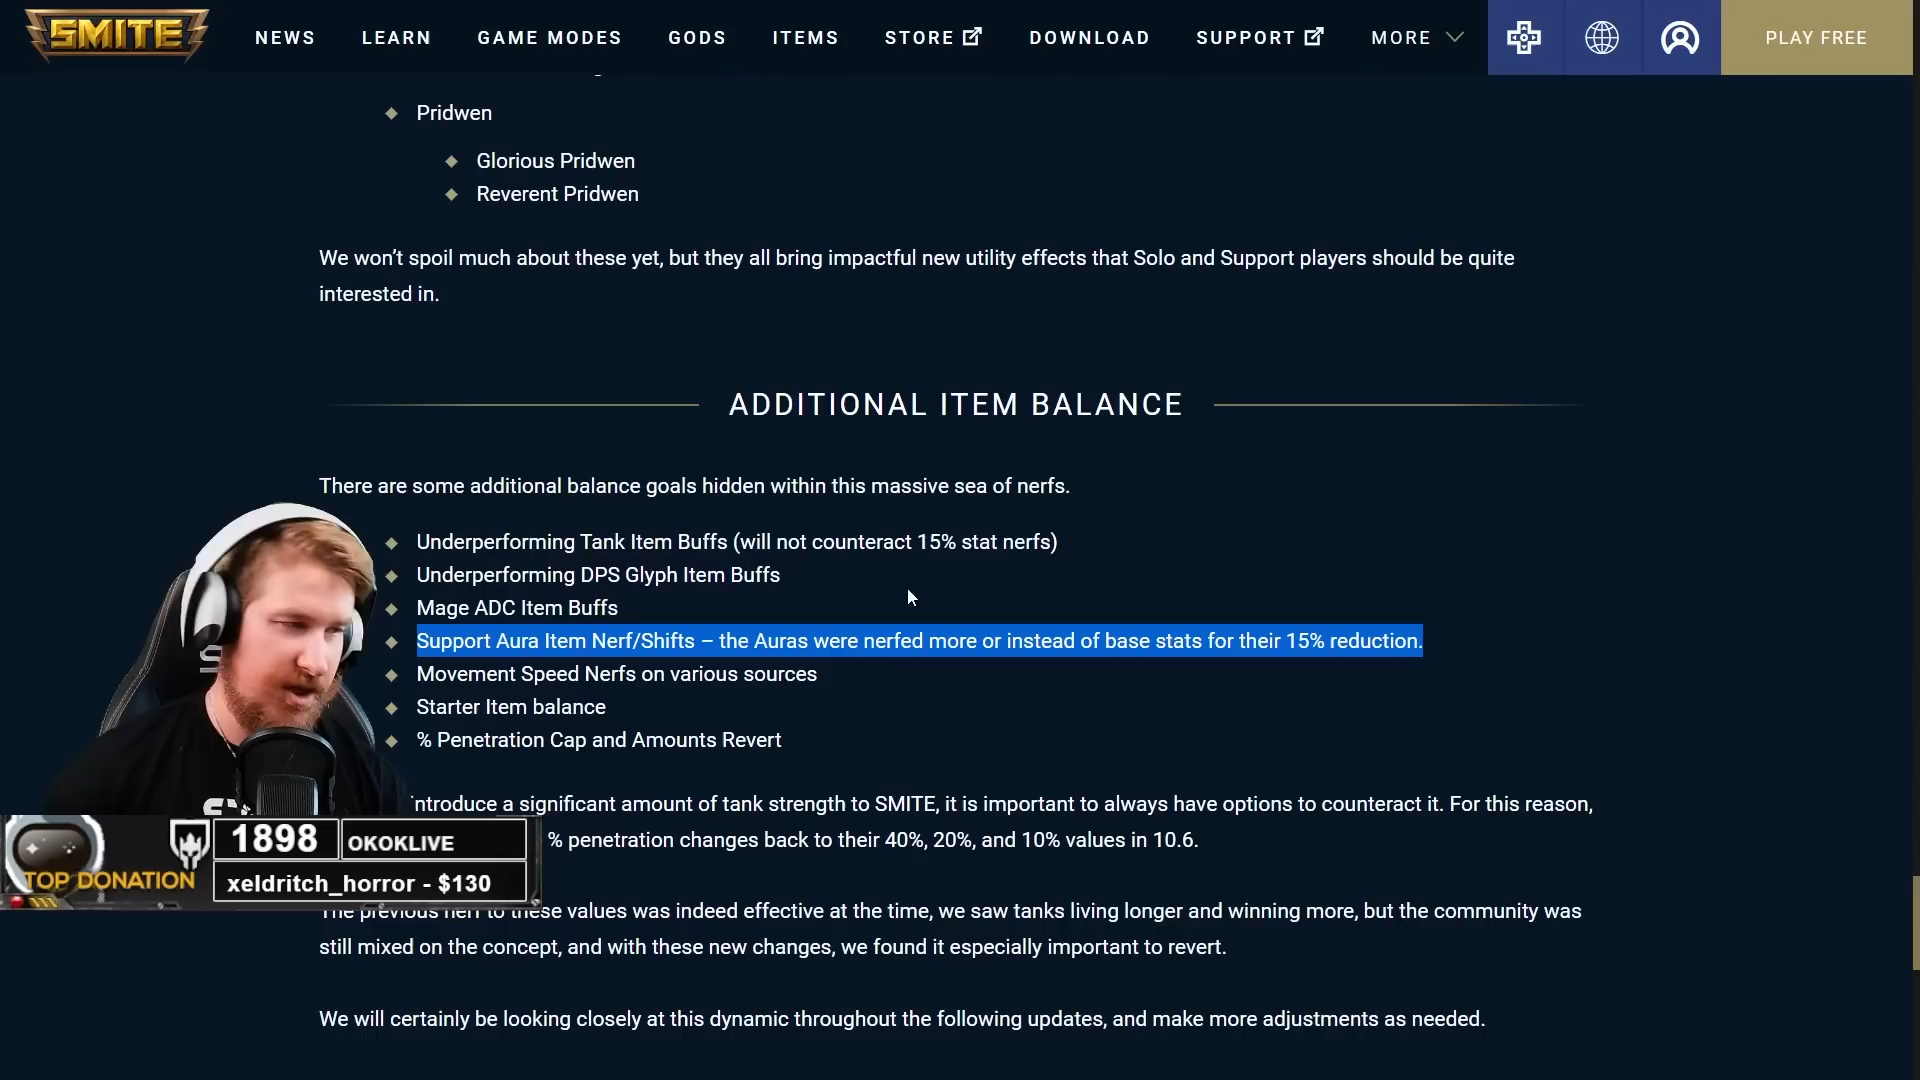 SMITE
NEWS LEARN GAME MODES GODS ITEMS STORE DOWNLOAD SUPPORT MORE PLAY FREE
Pridwen
Glorious Pridwen
Reverent Pridwen
We won’t spoil much about these yet, but they all bring impactful new utility effects that Solo and Support players should be quite
interested in.
ADDITIONAL ITEM BALANCE
There are some additional balance goals hidden within this massive sea of nerfs.
Underperforming Tank Item Buffs (will not counteract 15% stat nerfs)
Underperforming DPS Glyph Item Buffs
Mage ADC Item Buffs
Support Aura Item Nerf/Shifts – the Auras were nerfed more or instead of base stats for their 15% reduction.
Movement Speed Nerfs on various sources
Starter Item balance
% Penetration Cap and Amounts Revert
introduce a significant amount of tank strength to SMITE, it is important to always have options to counteract it. For this reason,
% penetration changes back to their 40%, 20%, and 10% values in 10.6.
1898 OKOKLIVE
TOP DONATION xeldritch_horror - $130
The previous nerf to these values was indeed effective at the time, we saw tanks living longer and winning more, but the community was
still mixed on the concept, and with these new changes, we found it especially important to revert.
We will certainly be looking closely at this dynamic throughout the following updates, and make more adjustments as needed.